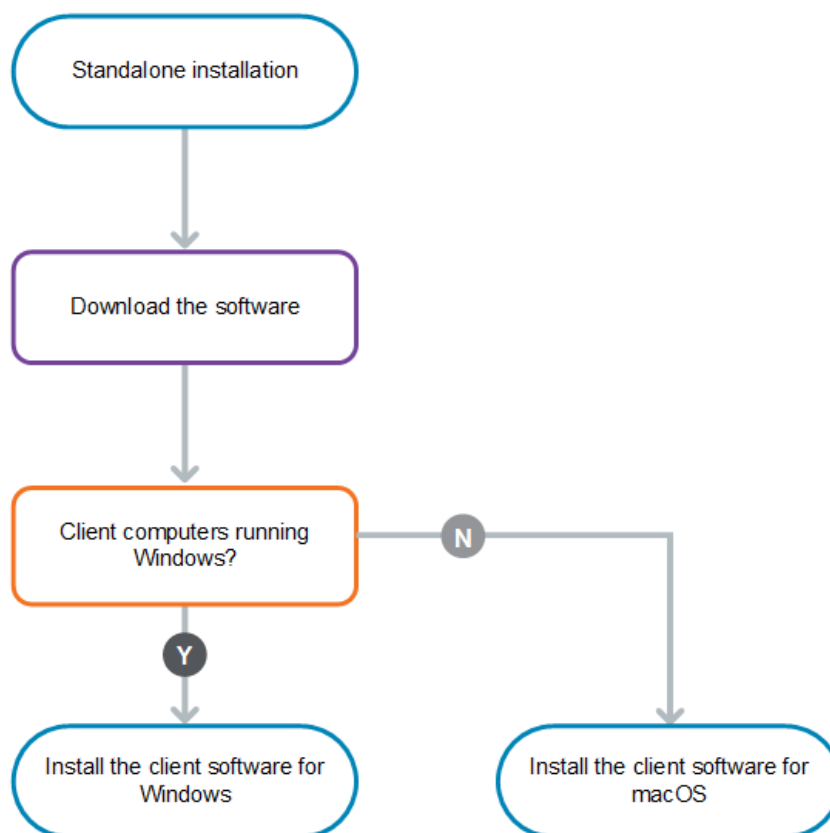 Standalone installation
Download the software
Client computers running
Windows?
N
Y
Install the client software for
Windows
Install the client software for
macOS